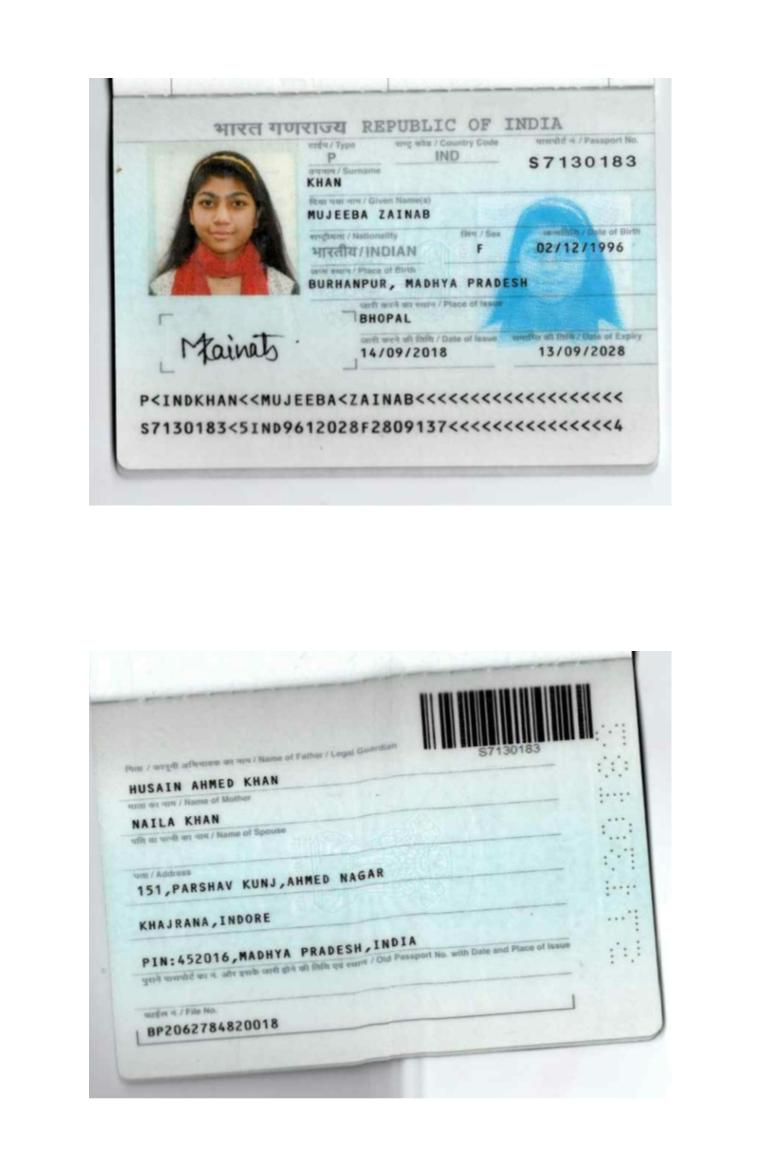 भारत गणराज्य REPUBLIC OF INDIA
टाईप / Type
राष्ट्र कोड / Country Code
पासपोर्ट नं. / Passport No.
P
IND
S7130183
उपनाम / Surname
KHAN
दिया गया नाम / Given Name(s)
MUJEEBA ZAINAB
राष्ट्रीयता / Nationality
लिंग / Sex
जन्मतिथि / Date of Birth
भारतीय/INDIAN
F
02/12/1996
जन्म स्थान / Place of Birth
BURHANPUR, MADHYA PRADESH
जारी करने का स्थान / Place of Issue
BHOPAL
MZainab
जारी करने की तिथि / Date of Issue
समाप्ति की तिथि / Date of Expiry
14/09/2018
13/09/2028
P<INDKHAN<<MUJEEBA<ZAINAB<<<<<<<<<<<<<<<<<<<
S7130183<5IND9612028F2809137<<<<<<<<<<<<<<<4
S7130183
पिता / कानूनी अभिभावक का नाम / Name of Father / Legal Guardian
HUSAIN AHMED KHAN
माता का नाम / Name of Mother
NAILA KHAN
पति या पत्नी का नाम / Name of Spouse
पता / Address
151,PARSHAV KUNJ,AHMED NAGAR
KHAJRANA,INDORE
PIN:452016,MADHYA PRADESH,INDIA
पुराने पासपोर्ट का नं. और इसके जारी होने की तिथि एवं स्थान / Old Passport No. with Date and Place of Issue
फाईल नं. / File No.
BP2062784820018
S7130183